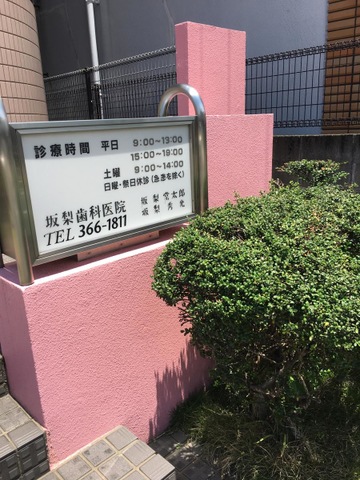 診療時間 平日 9:00〜13:00
15:00〜19:00
土曜 9:00〜14:00
日曜・祭日休診(急患を除く)
坂梨歯科医院
坂梨堂太郎
坂梨秀光
TEL 366-1811